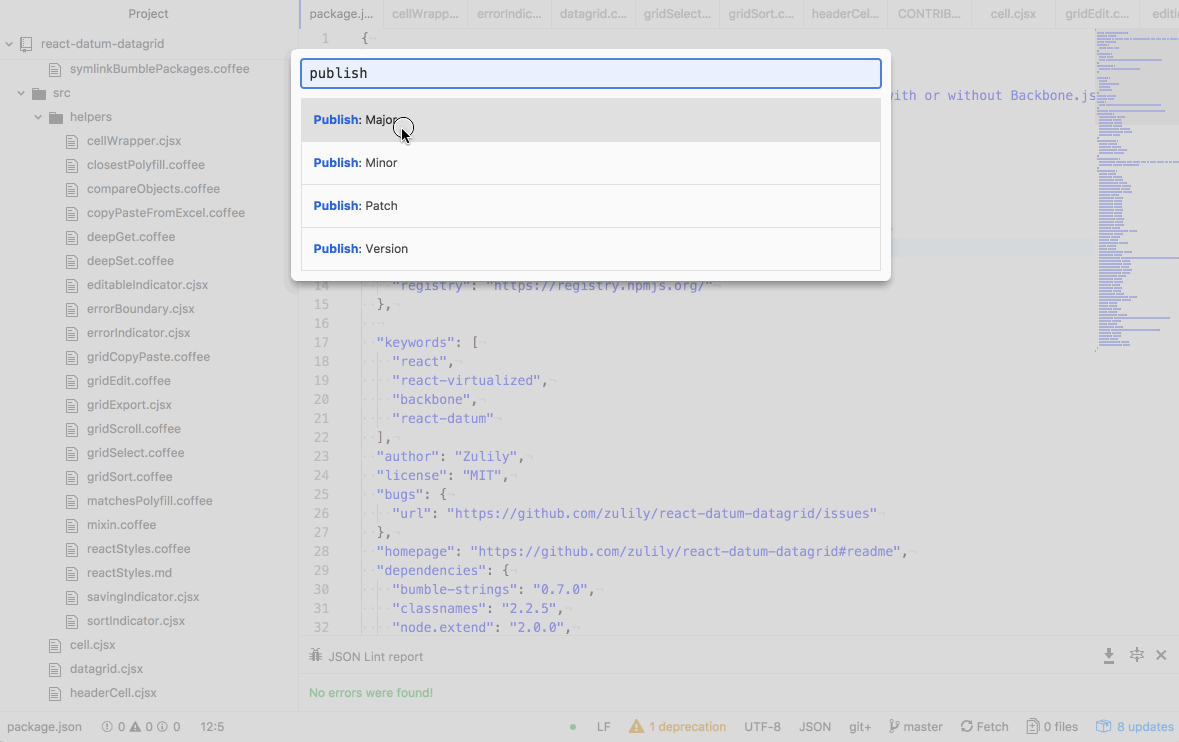 Project
package.j...
cellWrapp...
errorIndic...
datagrid.c...
gridSelect...
gridSort.c...
headerCel...
CONTRIB...
cell.cjsx
gridEdit.c...
react-datum-datagrid
symlinkBumblePackages.coffee
src
helpers
cellWrapper.cjsx
closestPolyfill.coffee
compareObjects.coffee
copyPasteFromExcel.coffee
deepGet.coffee
deepSet.coffee
editableIndicator.cjsx
errorBoundary.cjsx
errorIndicator.cjsx
gridCopyPaste.coffee
gridEdit.coffee
gridExport.cjsx
gridScroll.coffee
gridSelect.coffee
gridSort.coffee
matchesPolyfill.coffee
mixin.coffee
reactStyles.coffee
reactStyles.md
savingIndicator.cjsx
sortIndicator.cjsx
cell.cjsx
datagrid.cjsx
headerCell.cjsx
1 {
publish
Publish: Major
Publish: Minor
Publish: Patch
Publish: Version
with or without Backbone.js
registry": "https://registry.npmjs.org/"
15 },
16
17 "keywords": [
18 "react",
19 "react-virtualized",
20 "backbone",
21 "react-datum"
22 ],
23 "author": "Zulily",
24 "license": "MIT",
25 "bugs": {
26 "url": "https://github.com/zulily/react-datum-datagrid/issues"
27 },
28 "homepage": "https://github.com/zulily/react-datum-datagrid#readme",
29 "dependencies": {
30 "bumble-strings": "0.7.0",
31 "classnames": "2.2.5",
32 "node.extend": "2.0.0",
JSON Lint report
No errors were found!
package.json 0 0 0 12:5 LF 1 deprecation UTF-8 JSON git+ master Fetch 0 files 8 updates